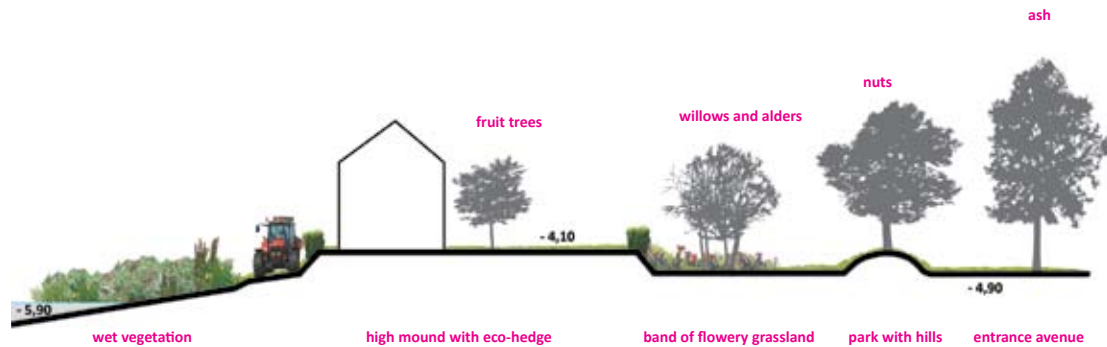 ash
nuts
fruit trees
willows and alders
- 4,10
- 5,90
- 4,90
wet vegetation
high mound with eco-hedge
band of flowery grassland
park with hills
entrance avenue